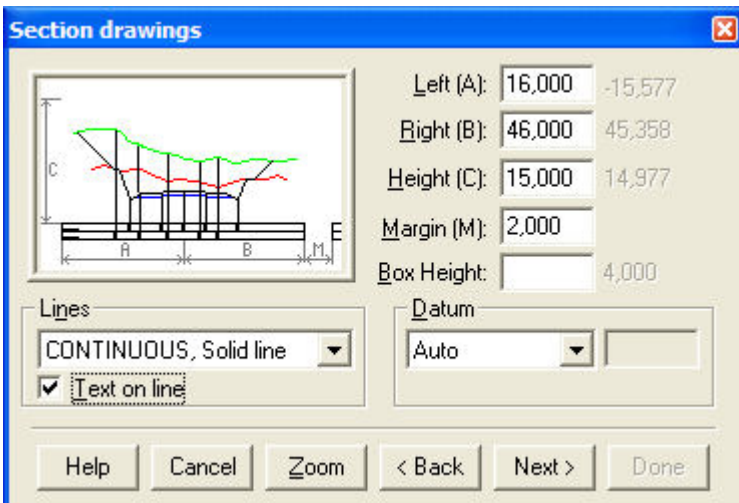 Section drawings
Left (A): 16,000 -15,577
Right (B): 46,000 45,358
Height (C): 15,000 14,977
Margin (M): 2,000
Box Height: 4,000
C
A B M
Lines
CONTINUOUS, Solid line
Text on line
Datum
Auto
Help Cancel Zoom < Back Next > Done